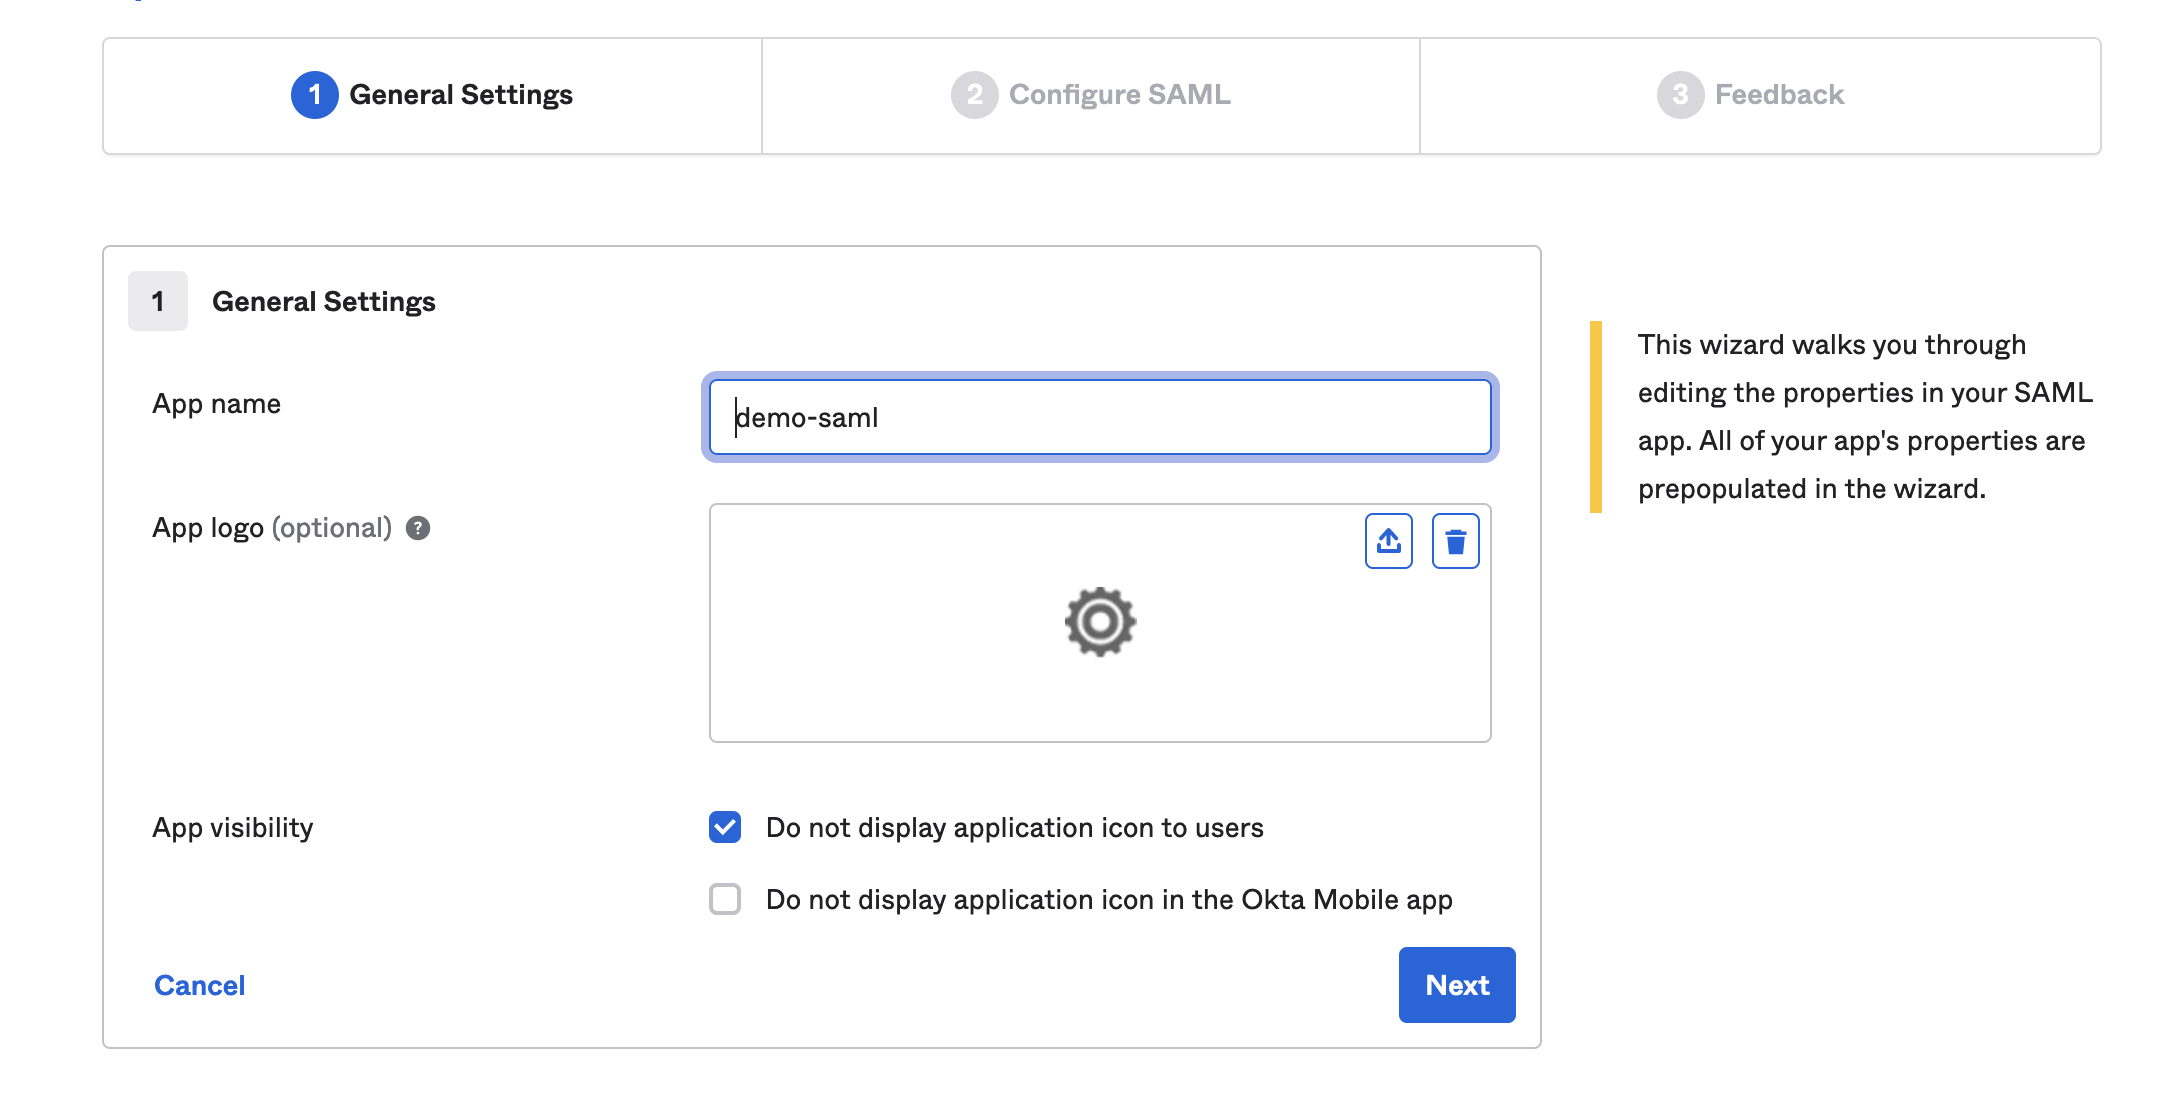 1 General Settings
2 Configure SAML
3 Feedback
1 General Settings
App name
demo-saml
App logo (optional) ?
App visibility
Do not display application icon to users
Do not display application icon in the Okta Mobile app
Cancel
Next
This wizard walks you through
editing the properties in your SAML
app. All of your app's properties are
prepopulated in the wizard.